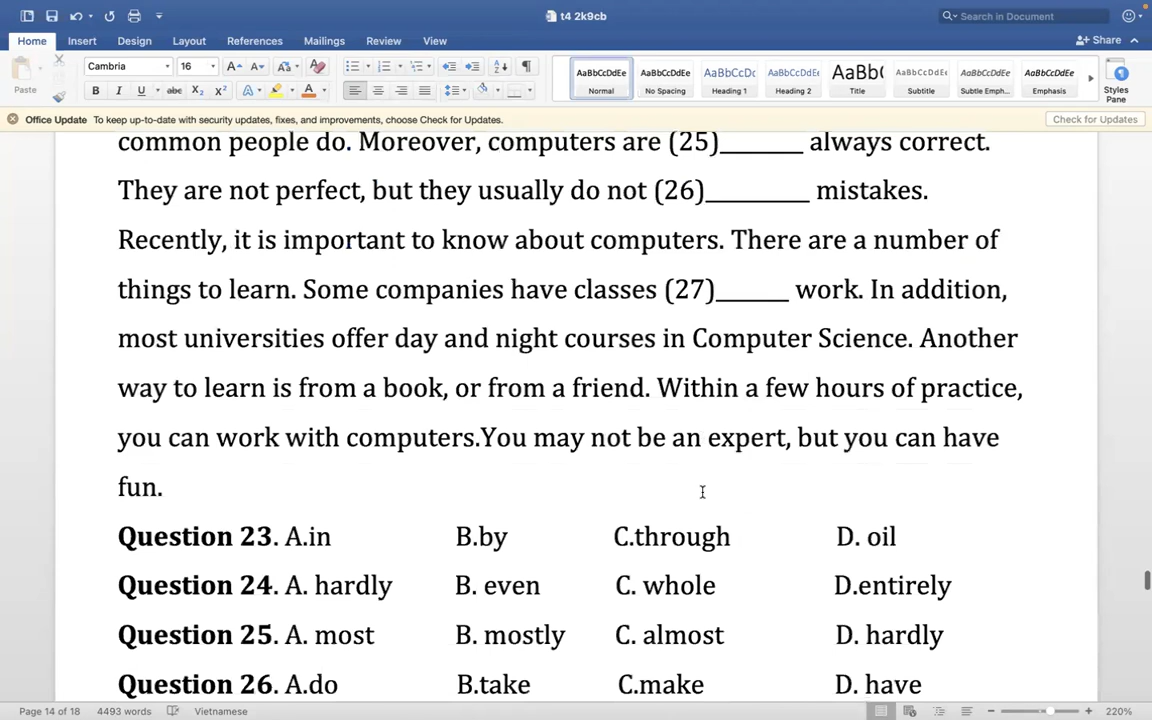 t4 2k9cb
Search in Document
Home Insert Design Layout References Mailings Review View
Share
Paste
Cambria 16
AaBbCcDdEe AaBbCcDdEe AaBbCcDc AaBbCcDdEe AaBb( AaBbCcDdEe AaBbCcDdEe AaBbCcDdEe
Normal No Spacing Heading 1 Heading 2 Title Subtitle Subtle Emph... Emphasis
Styles
Pane
Office Update To keep up-to-date with security updates, fixes, and improvements, choose Check for Updates.
Check for Updates
common people do. Moreover, computers are (25)_______ always correct.
They are not perfect, but they usually do not (26)_________ mistakes.
Recently, it is important to know about computers. There are a number of
things to learn. Some companies have classes (27)______ work. In addition,
most universities offer day and night courses in Computer Science. Another
way to learn is from a book, or from a friend. Within a few hours of practice,
you can work with computers.You may not be an expert, but you can have
fun.
Question 23. A.in B.by C.through D. oil
Question 24. A. hardly B. even C. whole D.entirely
Question 25. A. most B. mostly C. almost D. hardly
Question 26. A.do B.take C.make D. have
Page 14 of 18 4493 words Vietnamese 220%